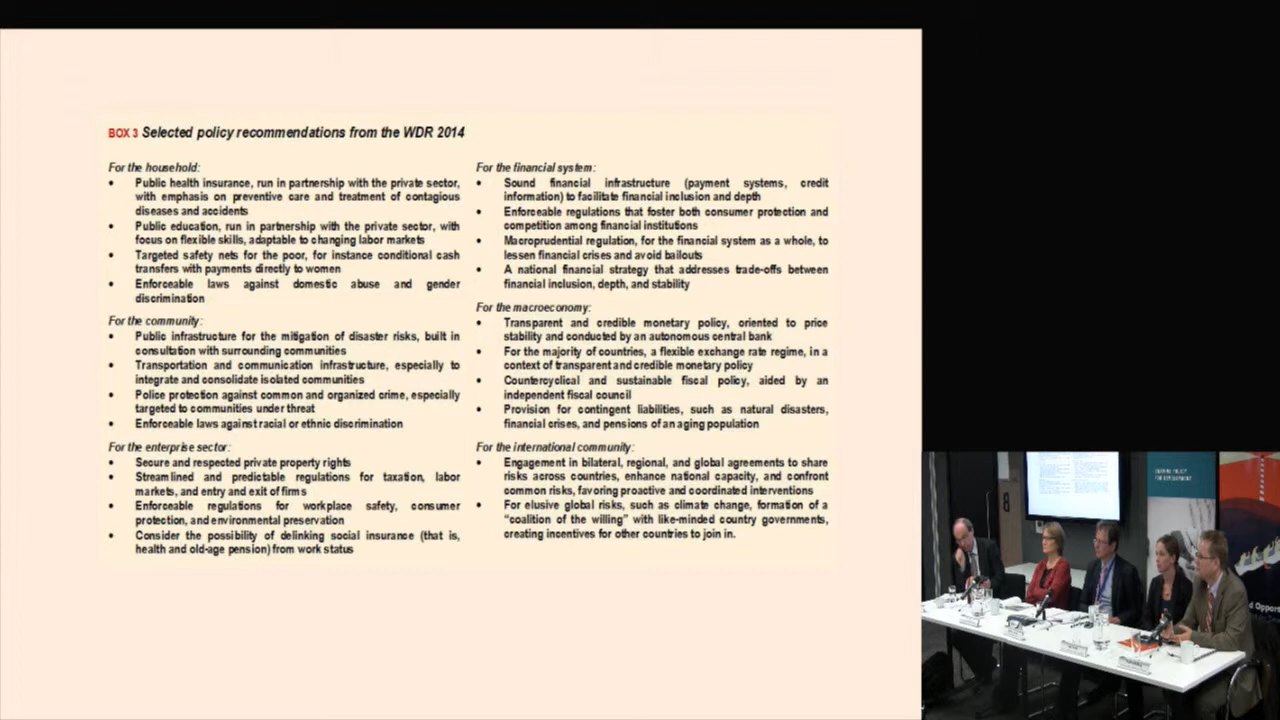 BOX 3 Selected policy recommendations from the WDR 2014
For the household:
• Public health insurance, run in partnership with the private sector,
with emphasis on preventive care and treatment of contagious
diseases and accidents
• Public education, run in partnership with the private sector, with
focus on flexible skills, adaptable to changing labor markets
• Targeted safety nets for the poor, for instance conditional cash
transfers with payments directly to women
• Enforceable laws against domestic abuse and gender
discrimination
For the community:
• Public infrastructure for the mitigation of disaster risks, built in
consultation with surrounding communities
• Transportation and communication infrastructure, especially to
integrate and consolidate isolated communities
• Police protection against common and organized crime, especially
targeted to communities under threat
• Enforceable laws against racial or ethnic discrimination
For the enterprise sector:
• Secure and respected private property rights
• Streamlined and predictable regulations for taxation, labor
markets, and entry and exit of firms
• Enforceable regulations for workplace safety, consumer
protection, and environmental preservation
• Consider the possibility of delinking social insurance (that is,
health and old-age pension) from work status
For the financial system:
• Sound financial infrastructure (payment systems, credit
information) to facilitate financial inclusion and depth
• Enforceable regulations that foster both consumer protection and
competition among financial institutions
• Macroprudential regulation, for the financial system as a whole, to
lessen financial crises and avoid bailouts
• A national financial strategy that addresses trade-offs between
financial inclusion, depth, and stability
For the macroeconomy:
• Transparent and credible monetary policy, oriented to price
stability and conducted by an autonomous central bank
• For the majority of countries, a flexible exchange rate regime, in a
context of transparent and credible monetary policy
• Countercyclical and sustainable fiscal policy, aided by an
independent fiscal council
• Provision for contingent liabilities, such as natural disasters,
financial crises, and pensions of an aging population
For the international community:
• Engagement in bilateral, regional, and global agreements to share
risks across countries, enhance national capacity, and confront
common risks, favoring proactive and coordinated interventions
• For elusive global risks, such as climate change, formation of a
“coalition of the willing” with like-minded country governments,
creating incentives for other countries to join in.
8
d Opport